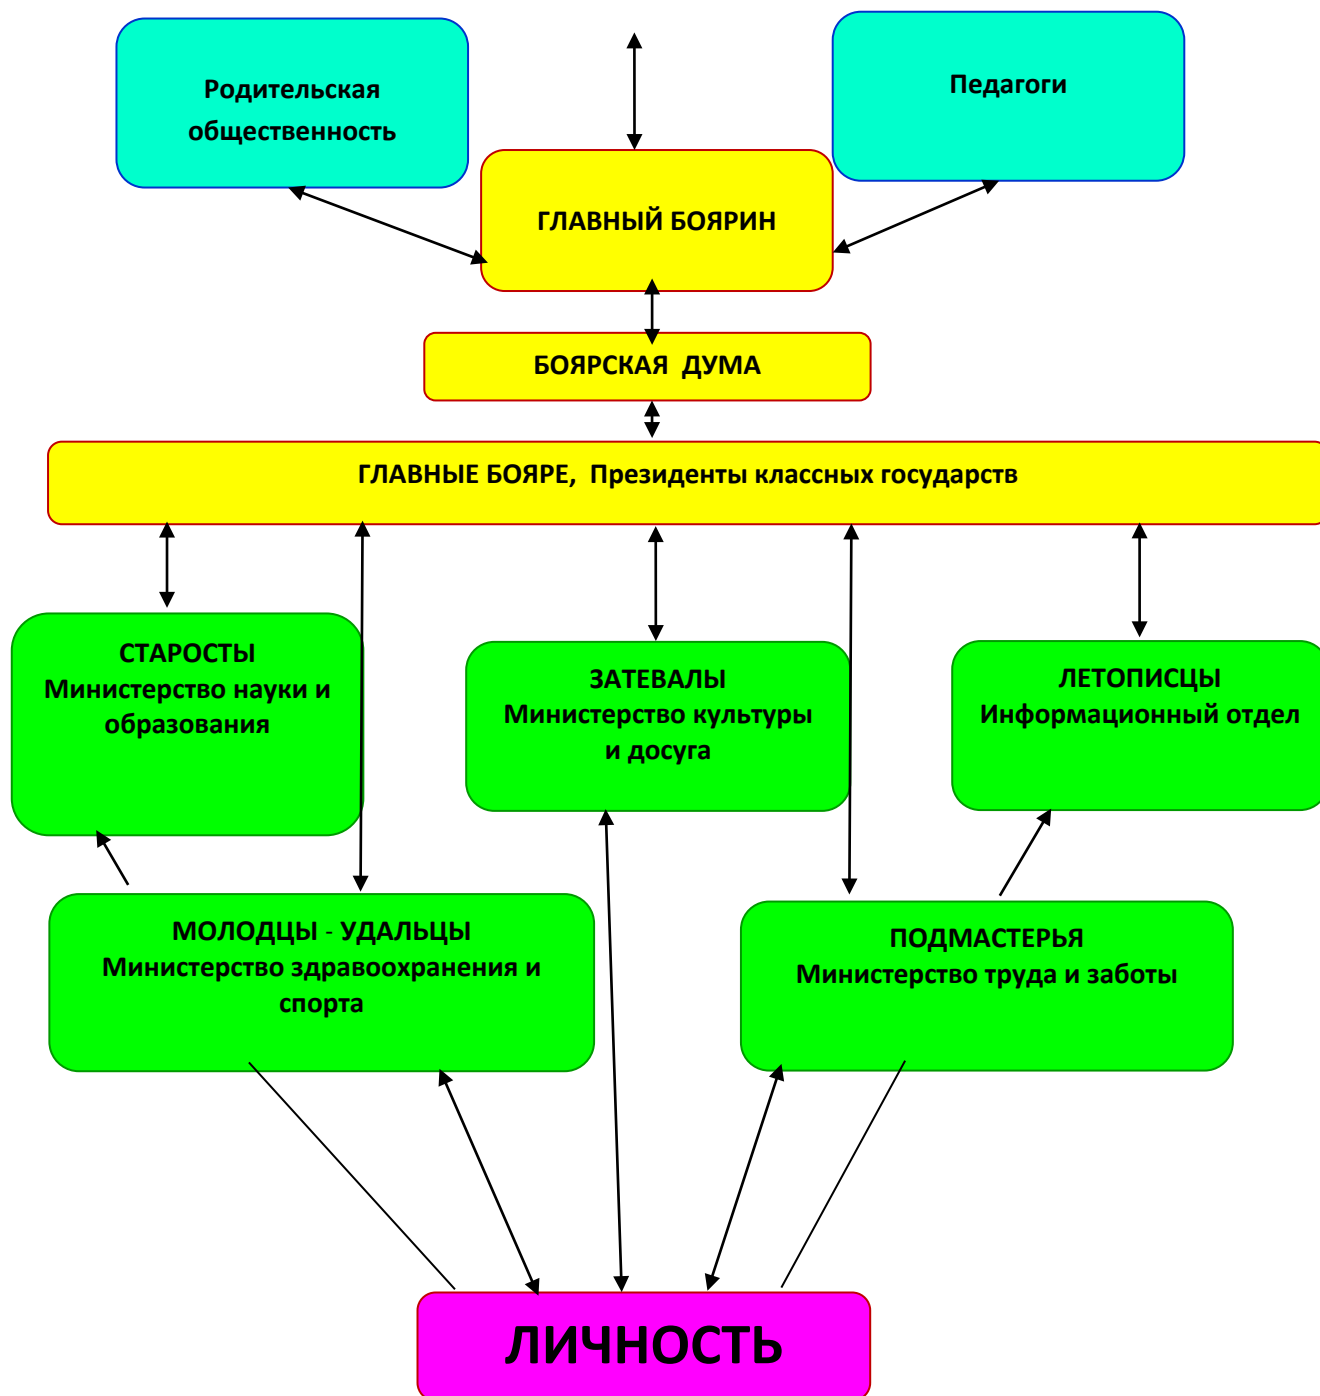 Родительская
общественность
Педагоги
ГЛАВНЫЙ БОЯРИН
БОЯРСКАЯ ДУМА
ГЛАВНЫЕ БОЯРЕ, Президенты классных государств
СТАРОСТЫ
Министерство науки и
образования
ЗАТЕВАЛЫ
Министерство культуры
и досуга
ЛЕТОПИСЦЫ
Информационный отдел
МОЛОДЦЫ - УДАЛЬЦЫ
Министерство здравоохранения и
спорта
ПОДМАСТЕРЬЯ
Министерство труда и заботы
ЛИЧНОСТЬ